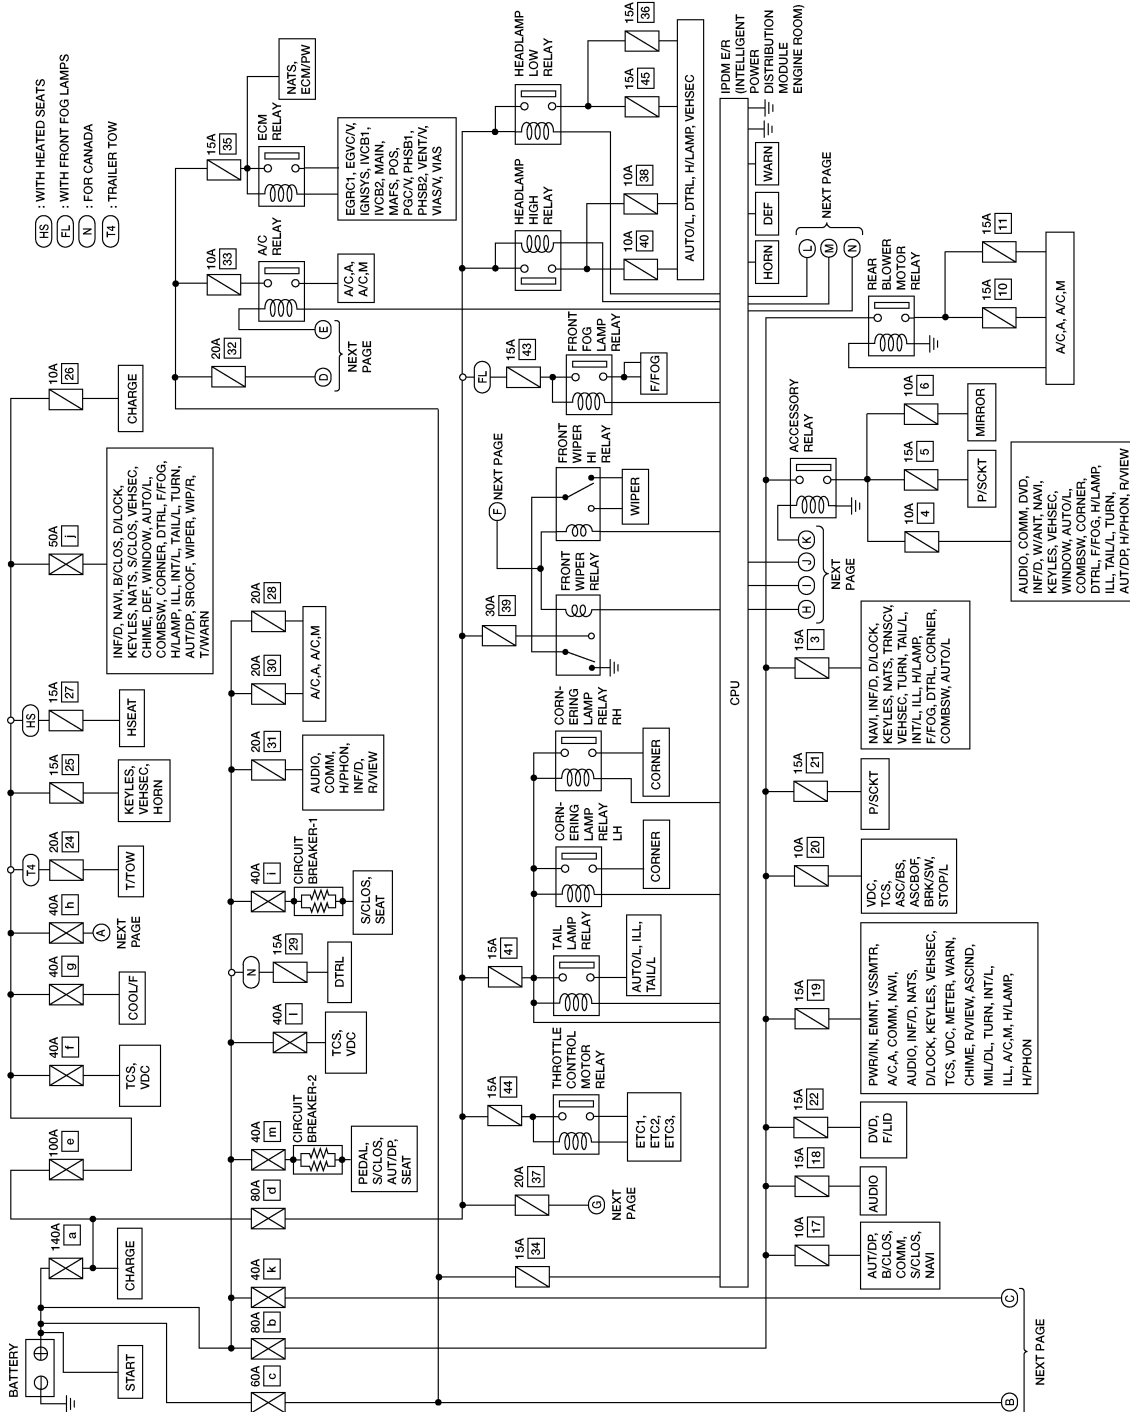 BATTERY
START
140A
a
CHARGE
60A
c
80A
b
40A
k
B
C
NEXT PAGE
100A
e
40A
f
TCS,
VDC
40A
g
COOL/F
40A
h
A
NEXT
PAGE
T4
20A
24
T/TOW
15A
25
KEYLES,
VEHSEC,
HORN
HS
15A
27
HSEAT
50A
j
INF/D, NAVI, B/CLOS, D/LOCK,
KEYLES, NATS, S/CLOS, VEHSEC,
CHIME, DEF, WINDOW, AUTO/L,
COMBSW, CORNER, DTRL, F/FOG,
H/LAMP, ILL, INT/L, TAIL/L, TURN,
AUT/DP, SROOF, WIPER, WIP/R,
T/WARN
10A
26
CHARGE
HS : WITH HEATED SEATS
FL : WITH FRONT FOG LAMPS
N : FOR CANADA
T4 : TRAILER TOW
80A
d
40A
m
CIRCUIT
BREAKER-2
PEDAL,
S/CLOS,
AUT/DP,
SEAT
40A
l
TCS,
VDC
N
15A
29
DTRL
40A
i
CIRCUIT
BREAKER-1
S/CLOS,
SEAT
20A
31
AUDIO,
COMM,
H/PHON,
INF/D,
R/VIEW
20A
30
20A
28
A/C,A, A/C,M
20A
32
D
E
NEXT
PAGE
10A
33
A/C
RELAY
A/C,A,
A/C,M
15A
35
ECM
RELAY
NATS,
ECM/PW
EGRC1, EGVC/V,
IGNSYS, IVCB1,
IVCB2, MAIN,
MAFS, POS,
PGC/V, PHSB1,
PHSB2, VENT/V,
VIAS/V, VIAS
15A
34
20A
37
G
NEXT
PAGE
15A
44
THROTTLE
CONTROL
MOTOR
RELAY
ETC1,
ETC2,
ETC3,
15A
41
TAIL
LAMP
RELAY
AUTO/L, ILL,
TAIL/L
CORN-
ERING
LAMP
RELAY
LH
CORNER
CORN-
ERING
LAMP
RELAY
RH
CORNER
30A
39
FRONT
WIPER
RELAY
F NEXT PAGE
FRONT
WIPER
HI
RELAY
WIPER
FL
15A
43
FRONT
FOG
LAMP
RELAY
F/FOG
HEADLAMP
HIGH
RELAY
10A
40
10A
38
HEADLAMP
LOW
RELAY
15A
45
15A
36
AUTO/L, DTRL, H/LAMP, VEHSEC
CPU
IPDM E/R
(INTELLIGENT
POWER
DISTRIBUTION
MODULE
ENGINE ROOM)
HORN
DEF
WARN
L
M
N
NEXT PAGE
H
I
J
K
NEXT
PAGE
10A
17
AUT/DP,
B/CLOS,
COMM,
S/CLOS,
NAVI
15A
18
AUDIO
15A
22
DVD,
F/LID
15A
19
PWR/IN, EMNT, VSSMTR,
A/C,A, COMM, NAVI,
AUDIO, INF/D, NATS,
D/LOCK, KEYLES, VEHSEC,
TCS, VDC, METER, WARN,
CHIME, R/VIEW, ASCIND,
MIL/DL, TURN, INT/L,
ILL, A/C,M, H/LAMP,
H/PHON
10A
20
VDC,
TCS,
ASC/BS,
ASCBOF,
BRK/SW,
STOP/L
15A
21
P/SCKT
15A
3
NAVI, INF/D, D/LOCK,
KEYLES, NATS, TRNSCV,
VEHSEC, TURN, TAIL/L,
INT/L, ILL, H/LAMP,
F/FOG, DTRL, CORNER,
COMBSW, AUTO/L
ACCESSORY
RELAY
10A
4
AUDIO, COMM, DVD,
INF/D, W/ANT, NAVI,
KEYLES, VEHSEC,
WINDOW, AUTO/L,
COMBSW, CORNER,
DTRL, F/FOG, H/LAMP,
ILL, TAIL/L, TURN,
AUT/DP, H/PHON, R/VIEW
15A
5
P/SCKT
10A
6
MIRROR
REAR
BLOWER
MOTOR
RELAY
15A
10
15A
11
A/C,A, A/C,M